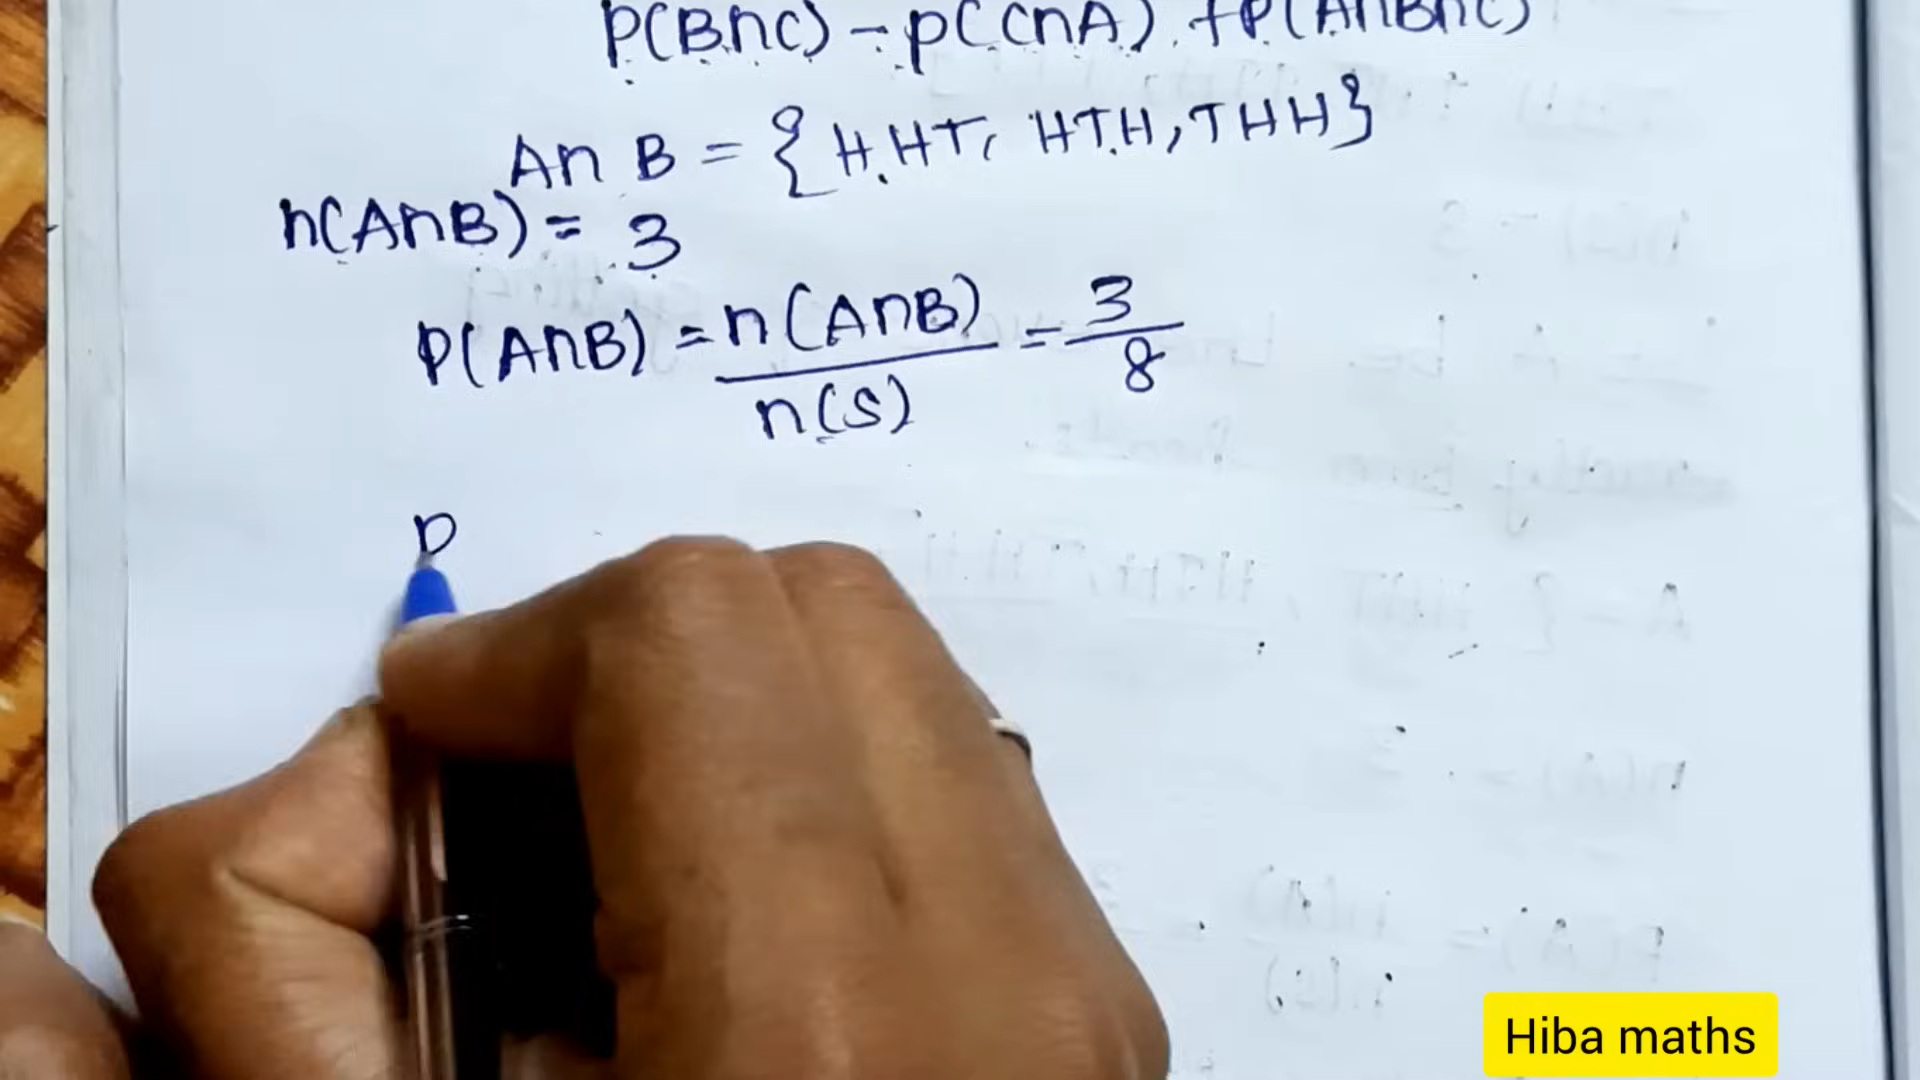 P(B∩C) - P(C∩A) + P(A∩B∩C)
A∩B = {HHT, HTH, THH}
n(A∩B) = 3
P(A∩B) = n(A∩B) / n(S) = 3/8
P
Hiba maths